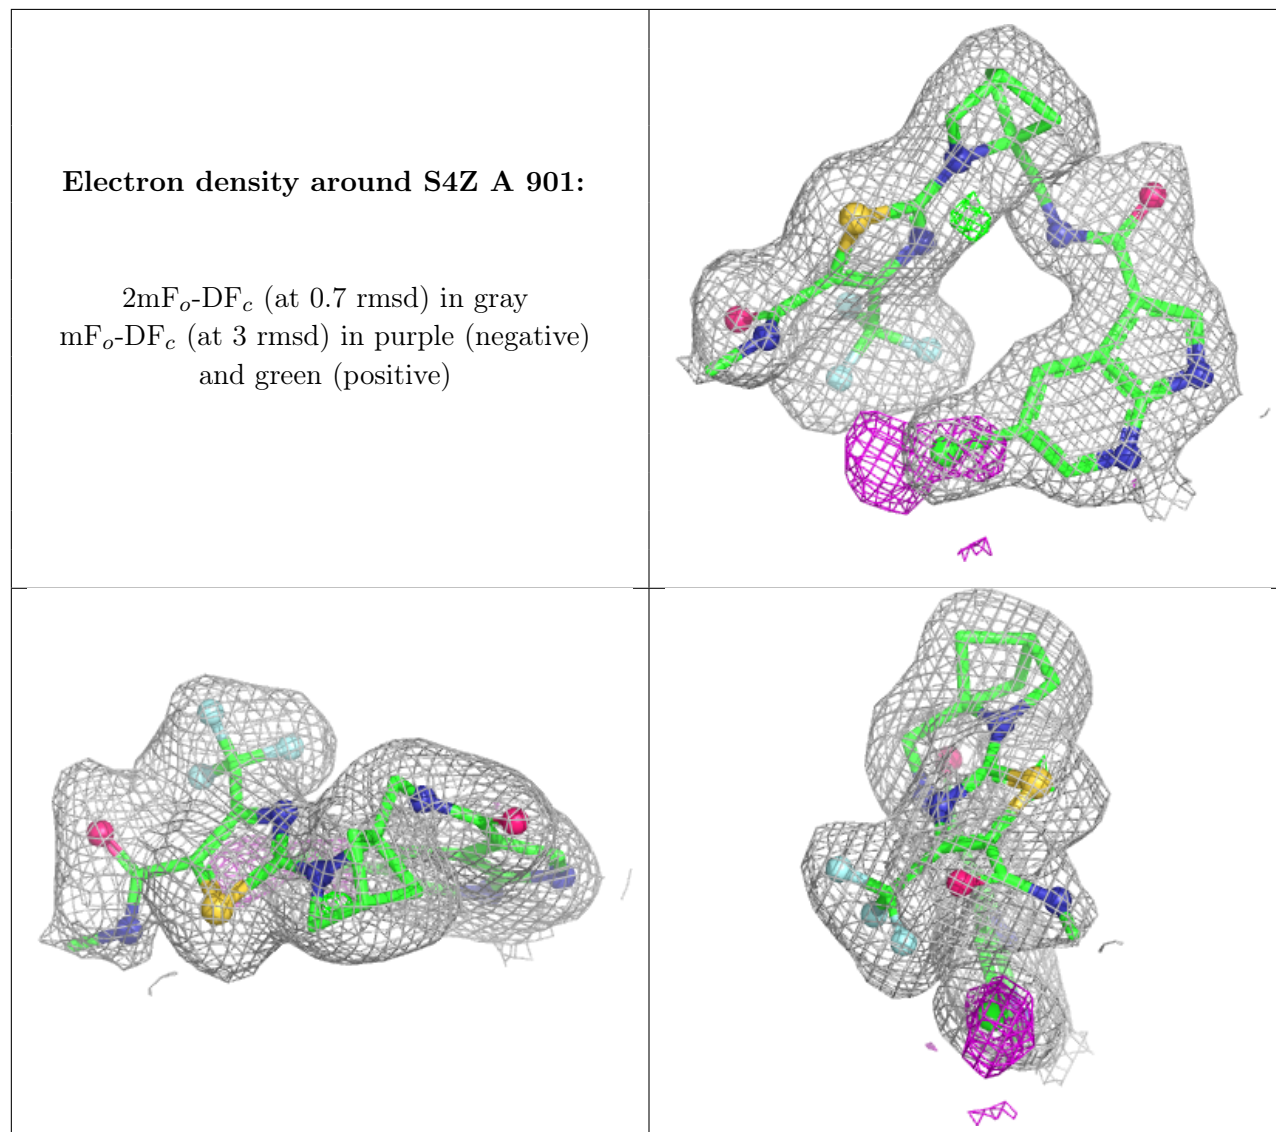 Electron density around S4Z A 901:
2mFo-DFc (at 0.7 rmsd) in gray
mFo-DFc (at 3 rmsd) in purple (negative)
and green (positive)